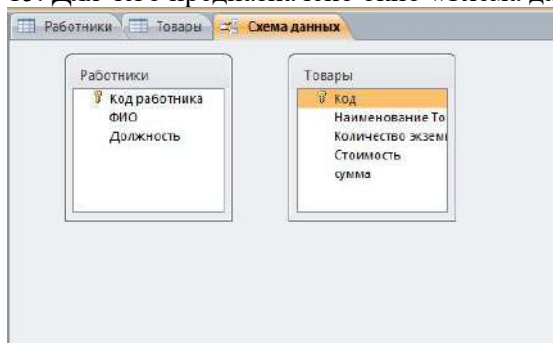 Работники Товары Схема данных
Работники
Код работника
ФИО
Должность
Товары
Код
Наименование То
Количество экзем
Стоимость
сумма